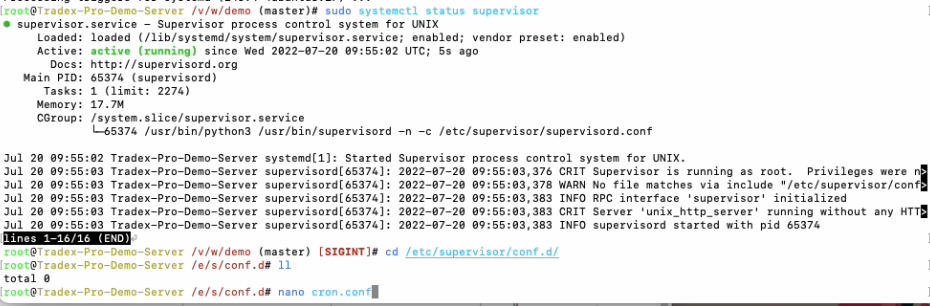 [root@Tradex-Pro-Demo-Server /v/w/demo (master)# sudo systemctl status supervisor
● supervisor.service - Supervisor process control system for UNIX
Loaded: loaded (/lib/systemd/system/supervisor.service; enabled; vendor preset: enabled)
Active: active (running) since Wed 2022-07-20 09:55:02 UTC; 5s ago
Docs: http://supervisord.org
Main PID: 65374 (supervisord)
Tasks: 1 (limit: 2274)
Memory: 17.7M
CGroup: /system.slice/supervisor.service
└─65374 /usr/bin/python3 /usr/bin/supervisord -n -c /etc/supervisor/supervisord.conf
Jul 20 09:55:02 Tradex-Pro-Demo-Server systemd[1]: Started Supervisor process control system for UNIX.
Jul 20 09:55:03 Tradex-Pro-Demo-Server supervisord[65374]: 2022-07-20 09:55:03,376 CRIT Supervisor is running as root.  Privileges were n>
Jul 20 09:55:03 Tradex-Pro-Demo-Server supervisord[65374]: 2022-07-20 09:55:03,378 WARN No file matches via include "/etc/supervisor/conf>
Jul 20 09:55:03 Tradex-Pro-Demo-Server supervisord[65374]: 2022-07-20 09:55:03,383 INFO RPC interface 'supervisor' initialized
Jul 20 09:55:03 Tradex-Pro-Demo-Server supervisord[65374]: 2022-07-20 09:55:03,383 CRIT Server 'unix_http_server' running without any HTT>
Jul 20 09:55:03 Tradex-Pro-Demo-Server supervisord[65374]: 2022-07-20 09:55:03,383 INFO supervisord started with pid 65374
[lines 1-16/16 (END)⏎
[root@Tradex-Pro-Demo-Server /v/w/demo (master) [SIGINT]# cd /etc/supervisor/conf.d/
[root@Tradex-Pro-Demo-Server /e/s/conf.d# ll
total 0
[root@Tradex-Pro-Demo-Server /e/s/conf.d# nano cron.conf